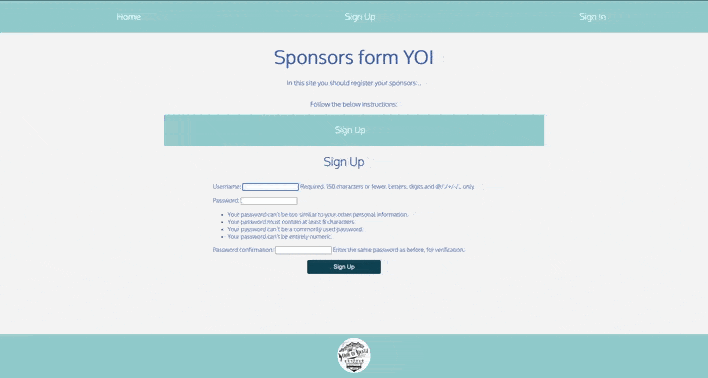 Home
Sign Up
Sign In
Sponsors form YOI
In this site you should register your sponsors:..
Follow the below instructions:
Sign Up
Sign Up
Username: Required. 150 characters or fewer. Letters, digits and @/./+/-/_ only.
Password:
Your password can't be too similar to your other personal information.
Your password must contain at least 8 characters.
Your password can't be a commonly used password.
Your password can't be entirely numeric.
Password confirmation: Enter the same password as before, for verification.
Sign Up